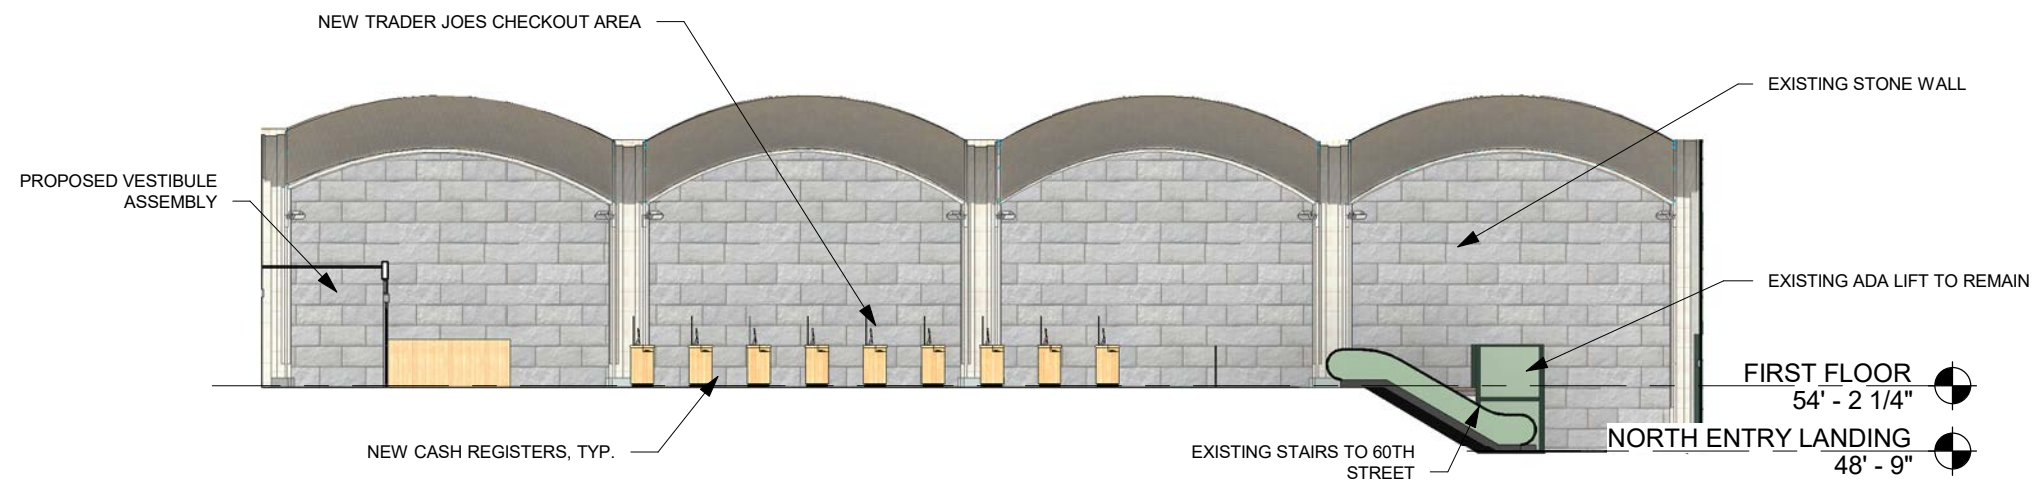 NEW TRADER JOES CHECKOUT AREA
EXISTING STONE WALL
PROPOSED VESTIBULE
ASSEMBLY
EXISTING ADA LIFT TO REMAIN
FIRST FLOOR
54' - 2 1/4"
NEW CASH REGISTERS, TYP.
EXISTING STAIRS TO 60TH
STREET
NORTH ENTRY LANDING
48' - 9"